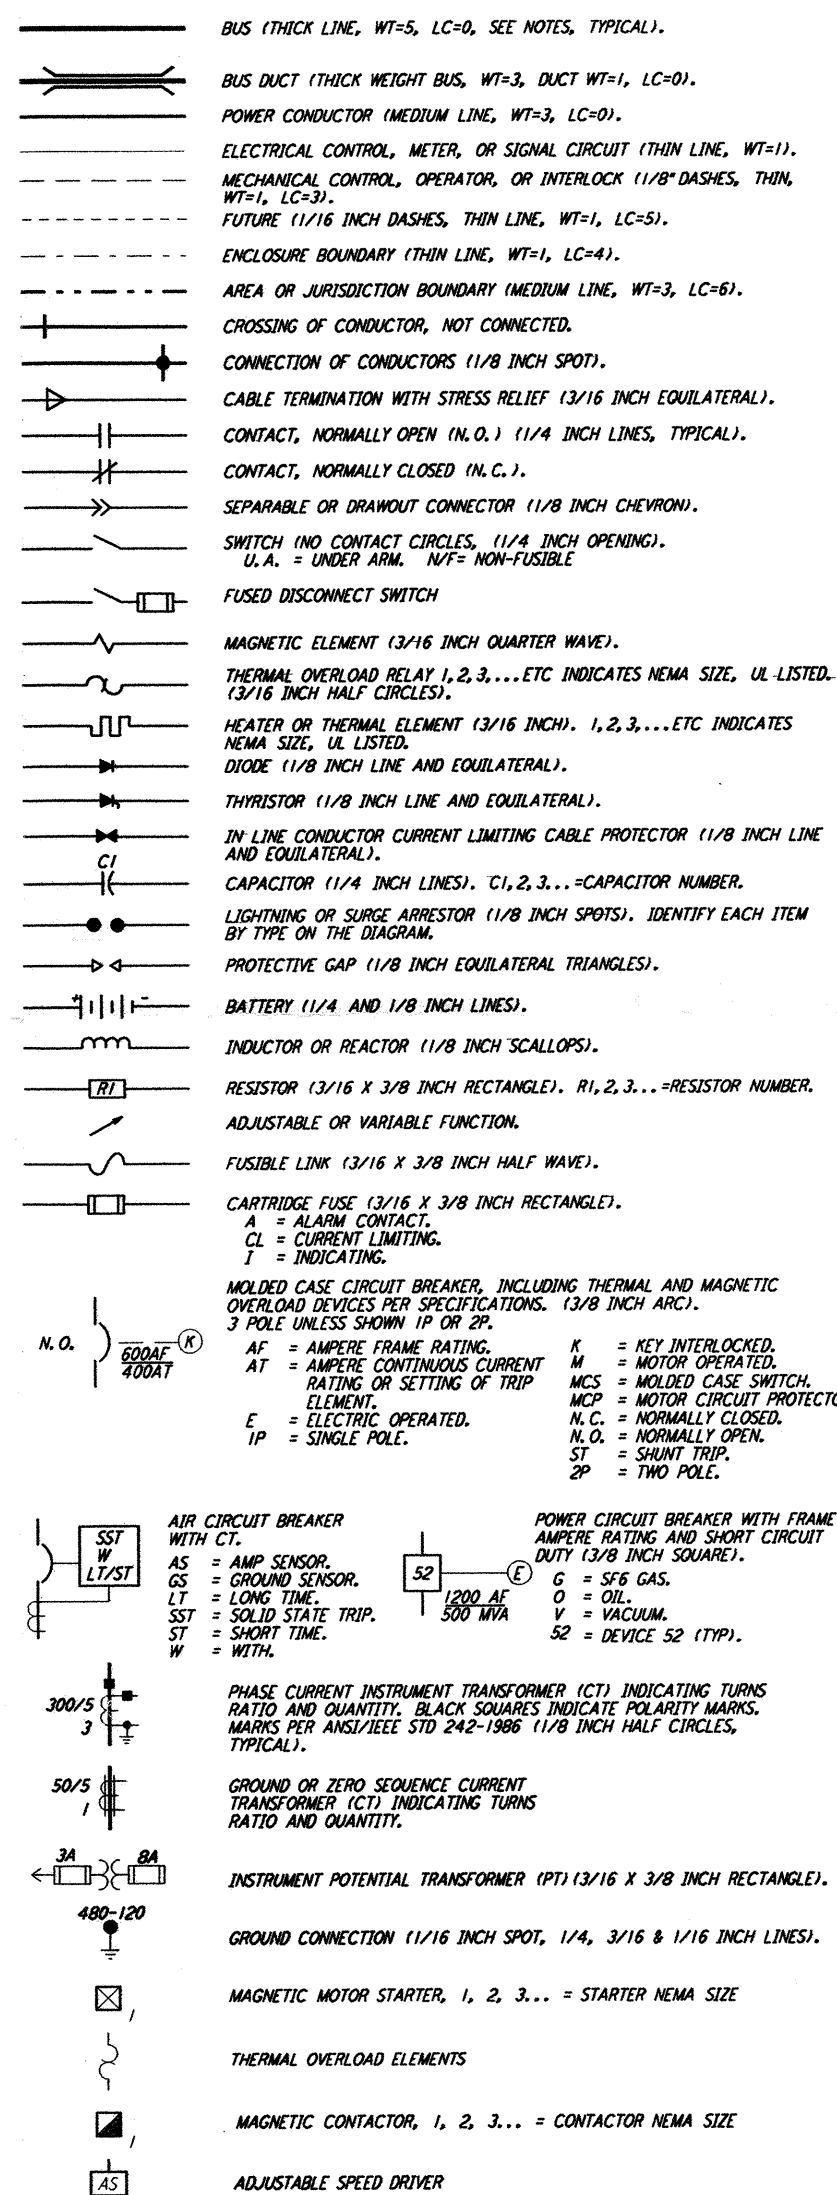 BUS (THICK LINE, WT=5, LC=0, SEE NOTES, TYPICAL).
BUS DUCT (THICK WEIGHT BUS, WT=3, DUCT WT=1, LC=0).
POWER CONDUCTOR (MEDIUM LINE, WT=3, LC=0).
ELECTRICAL CONTROL, METER, OR SIGNAL CIRCUIT (THIN LINE, WT=1).
MECHANICAL CONTROL, OPERATOR, OR INTERLOCK (1/8" DASHES, THIN,
WT=1, LC=3).
FUTURE (1/16 INCH DASHES, THIN LINE, WT=1, LC=5).
ENCLOSURE BOUNDARY (THIN LINE, WT=1, LC=4).
AREA OR JURISDICTION BOUNDARY (MEDIUM LINE, WT=3, LC=6).
CROSSING OF CONDUCTOR, NOT CONNECTED.
CONNECTION OF CONDUCTORS (1/8 INCH SPOT).
CABLE TERMINATION WITH STRESS RELIEF (3/16 INCH EQUILATERAL).
CONTACT, NORMALLY OPEN (N.O.) (1/4 INCH LINES, TYPICAL).
CONTACT, NORMALLY CLOSED (N.C.).
SEPARABLE OR DRAWOUT CONNECTOR (1/8 INCH CHEVRON).
SWITCH (NO CONTACT CIRCLES, (1/4 INCH OPENING).
U.A. = UNDER ARM. N/F= NON-FUSIBLE
FUSED DISCONNECT SWITCH
MAGNETIC ELEMENT (3/16 INCH QUARTER WAVE).
THERMAL OVERLOAD RELAY 1,2,3,...ETC INDICATES NEMA SIZE, UL LISTED.
(3/16 INCH HALF CIRCLES).
HEATER OR THERMAL ELEMENT (3/16 INCH). 1,2,3,...ETC INDICATES
NEMA SIZE, UL LISTED.
DIODE (1/8 INCH LINE AND EQUILATERAL).
THYRISTOR (1/8 INCH LINE AND EQUILATERAL).
IN LINE CONDUCTOR CURRENT LIMITING CABLE PROTECTOR (1/8 INCH LINE
AND EQUILATERAL).
C1
CAPACITOR (1/4 INCH LINES). C1,2,3...=CAPACITOR NUMBER.
LIGHTNING OR SURGE ARRESTOR (1/8 INCH SPOTS). IDENTIFY EACH ITEM
BY TYPE ON THE DIAGRAM.
PROTECTIVE GAP (1/8 INCH EQUILATERAL TRIANGLES).
+ - BATTERY (1/4 AND 1/8 INCH LINES).
INDUCTOR OR REACTOR (1/8 INCH SCALLOPS).
R1 RESISTOR (3/16 X 3/8 INCH RECTANGLE). R1,2,3...=RESISTOR NUMBER.
ADJUSTABLE OR VARIABLE FUNCTION.
FUSIBLE LINK (3/16 X 3/8 INCH HALF WAVE).
CARTRIDGE FUSE (3/16 X 3/8 INCH RECTANGLE).
A = ALARM CONTACT.
CL = CURRENT LIMITING.
I = INDICATING.
N.O. 600AF K
400AT
MOLDED CASE CIRCUIT BREAKER, INCLUDING THERMAL AND MAGNETIC
OVERLOAD DEVICES PER SPECIFICATIONS. (3/8 INCH ARC).
3 POLE UNLESS SHOWN 1P OR 2P.
AF = AMPERE FRAME RATING.
AT = AMPERE CONTINUOUS CURRENT
RATING OR SETTING OF TRIP
ELEMENT.
E = ELECTRIC OPERATED.
1P = SINGLE POLE.
K = KEY INTERLOCKED.
M = MOTOR OPERATED.
MCS = MOLDED CASE SWITCH.
MCP = MOTOR CIRCUIT PROTECTO
N.C. = NORMALLY CLOSED.
N.O. = NORMALLY OPEN.
ST = SHUNT TRIP.
2P = TWO POLE.
SST
W
LT/ST
AIR CIRCUIT BREAKER
WITH CT.
AS = AMP SENSOR.
GS = GROUND SENSOR.
LT = LONG TIME.
SST = SOLID STATE TRIP.
ST = SHORT TIME.
W = WITH.
52 E
1200 AF
500 MVA
POWER CIRCUIT BREAKER WITH FRAME
AMPERE RATING AND SHORT CIRCUIT
DUTY (3/8 INCH SQUARE).
G = SF6 GAS.
O = OIL.
V = VACUUM.
52 = DEVICE 52 (TYP).
300/5
3
PHASE CURRENT INSTRUMENT TRANSFORMER (CT) INDICATING TURNS
RATIO AND QUANTITY. BLACK SQUARES INDICATE POLARITY MARKS.
MARKS PER ANSI/IEEE STD 242-1986 (1/8 INCH HALF CIRCLES,
TYPICAL).
50/5
1
GROUND OR ZERO SEQUENCE CURRENT
TRANSFORMER (CT) INDICATING TURNS
RATIO AND QUANTITY.
3A 8A
INSTRUMENT POTENTIAL TRANSFORMER (PT) (3/16 X 3/8 INCH RECTANGLE).
480-120
GROUND CONNECTION (1/16 INCH SPOT, 1/4, 3/16 & 1/16 INCH LINES).
1
MAGNETIC MOTOR STARTER, 1, 2, 3... = STARTER NEMA SIZE
THERMAL OVERLOAD ELEMENTS
1
MAGNETIC CONTACTOR, 1, 2, 3... = CONTACTOR NEMA SIZE
AS ADJUSTABLE SPEED DRIVER